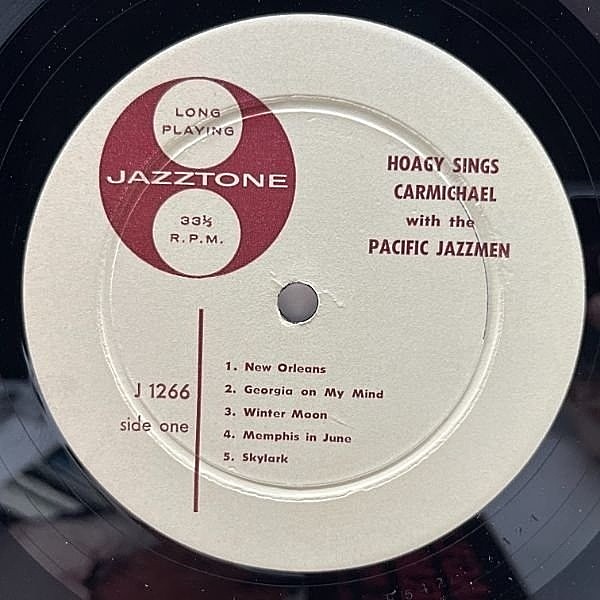 LONG
PLAYING
JAZZTONE
33⅓
R.P.M.
HOAGY SINGS
CARMICHAEL
with the
PACIFIC JAZZMEN
J 1266
side one
1. New Orleans
2. Georgia on My Mind
3. Winter Moon
4. Memphis in June
5. Skylark